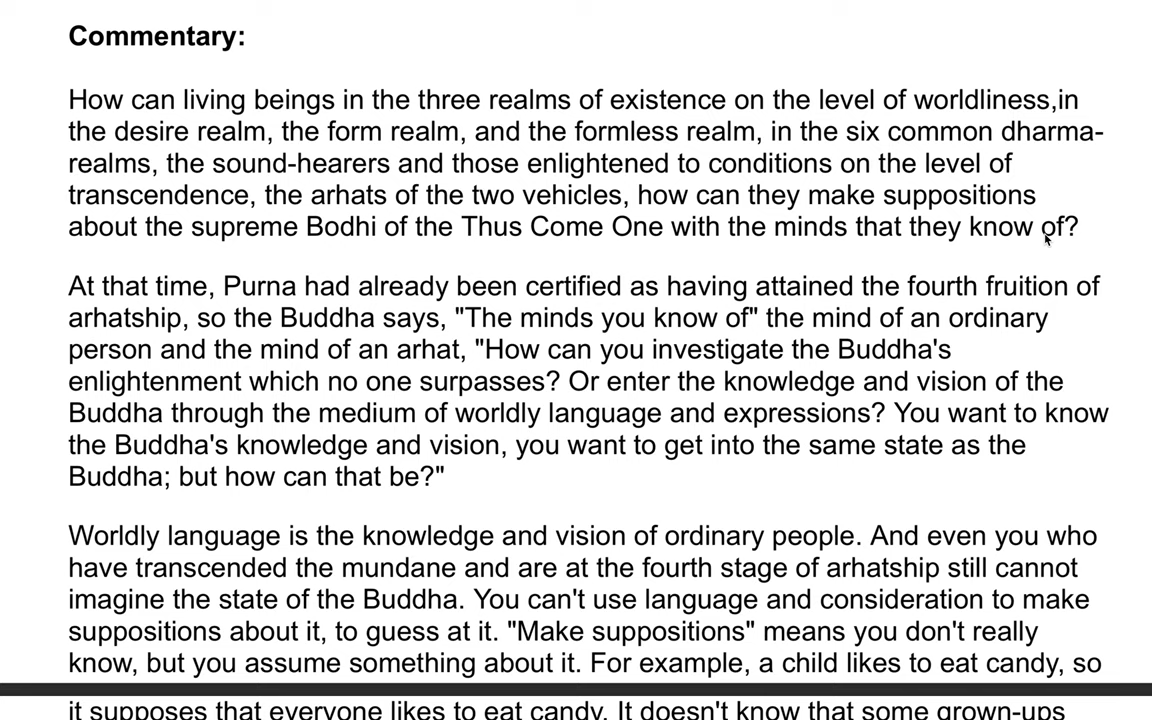 Commentary:
How can living beings in the three realms of existence on the level of worldliness,in
the desire realm, the form realm, and the formless realm, in the six common dharma-
realms, the sound-hearers and those enlightened to conditions on the level of
transcendence, the arhats of the two vehicles, how can they make suppositions
about the supreme Bodhi of the Thus Come One with the minds that they know of?
At that time, Purna had already been certified as having attained the fourth fruition of
arhatship, so the Buddha says, "The minds you know of" the mind of an ordinary
person and the mind of an arhat, "How can you investigate the Buddha's
enlightenment which no one surpasses? Or enter the knowledge and vision of the
Buddha through the medium of worldly language and expressions? You want to know
the Buddha's knowledge and vision, you want to get into the same state as the
Buddha; but how can that be?"
Worldly language is the knowledge and vision of ordinary people. And even you who
have transcended the mundane and are at the fourth stage of arhatship still cannot
imagine the state of the Buddha. You can't use language and consideration to make
suppositions about it, to guess at it. "Make suppositions" means you don't really
know, but you assume something about it. For example, a child likes to eat candy, so
it supposes that everyone likes to eat candy. It doesn't know that some grown-ups